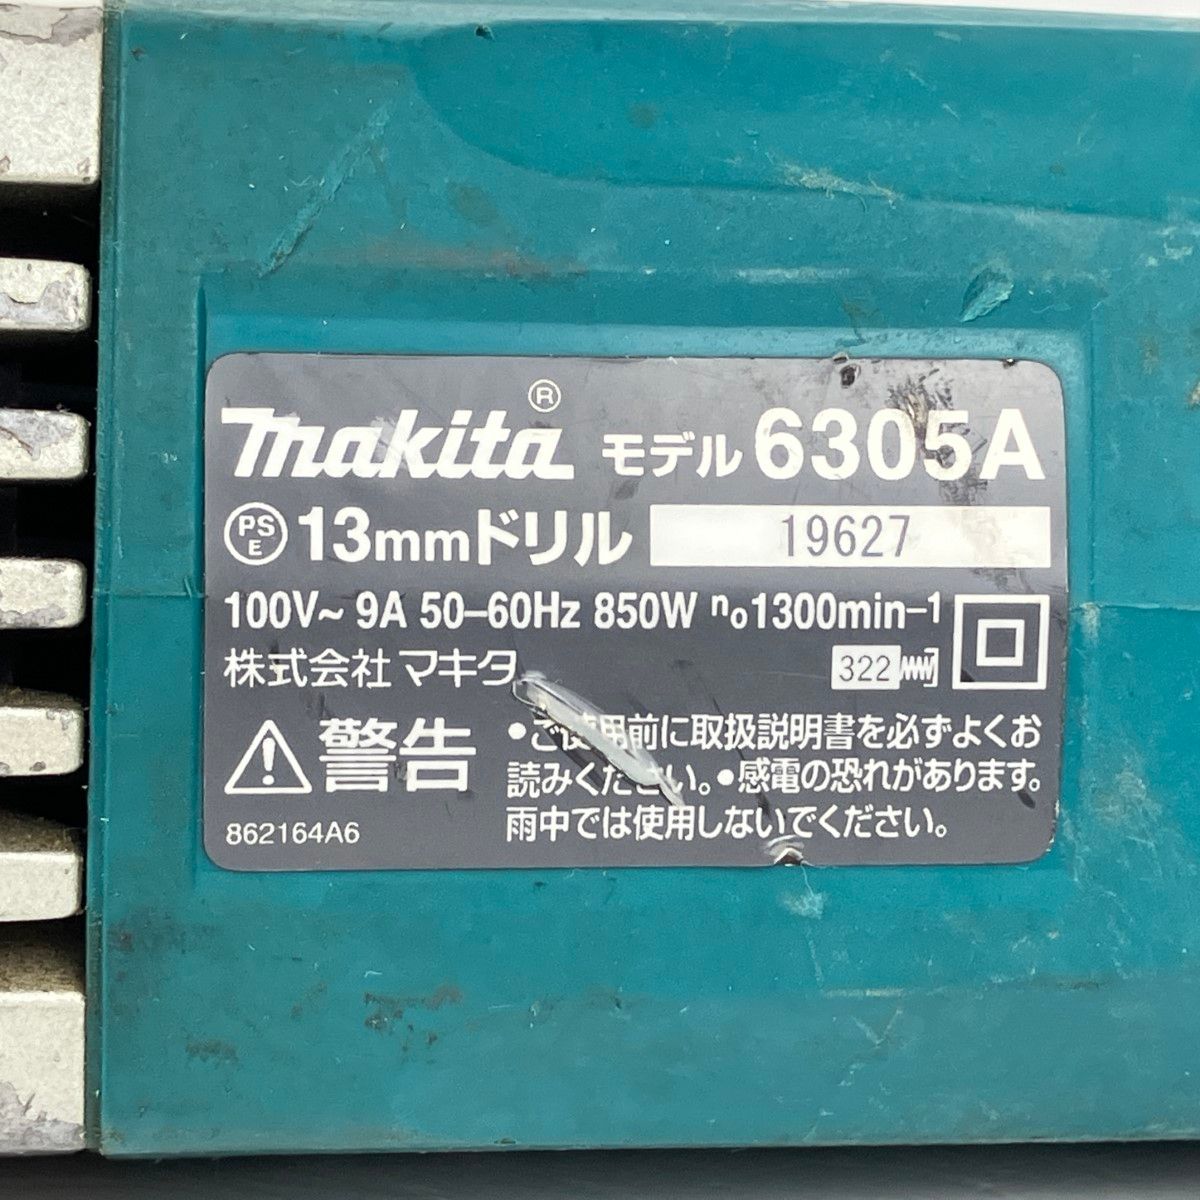 makita® モデル 6305A
PS E 13mmドリル 19627
100V~ 9A 50-60Hz 850W n₀1300min-1
株式会社 マキタ 322
⚠ 警告 •ご使用前に取扱説明書を必ずよくお
読みください。•感電の恐れがあります。
862164A6 雨中では使用しないでください。